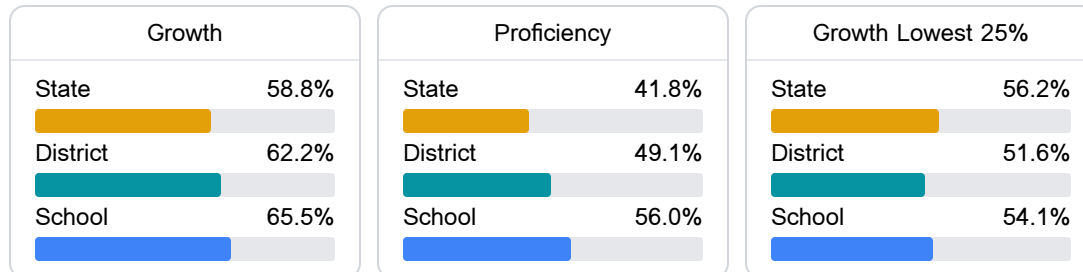 Growth
State 58.8%
District 62.2%
School 65.5%
Proficiency
State 41.8%
District 49.1%
School 56.0%
Growth Lowest 25%
State 56.2%
District 51.6%
School 54.1%